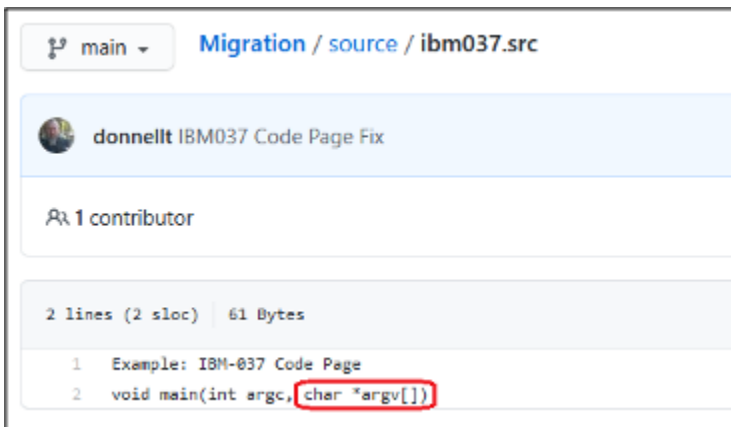 main
Migration / source / ibm037.src
donnellt IBM037 Code Page Fix
1 contributor
2 lines (2 sloc) 61 Bytes
1 Example: IBM-037 Code Page
2 void main(int argc, char *argv[])